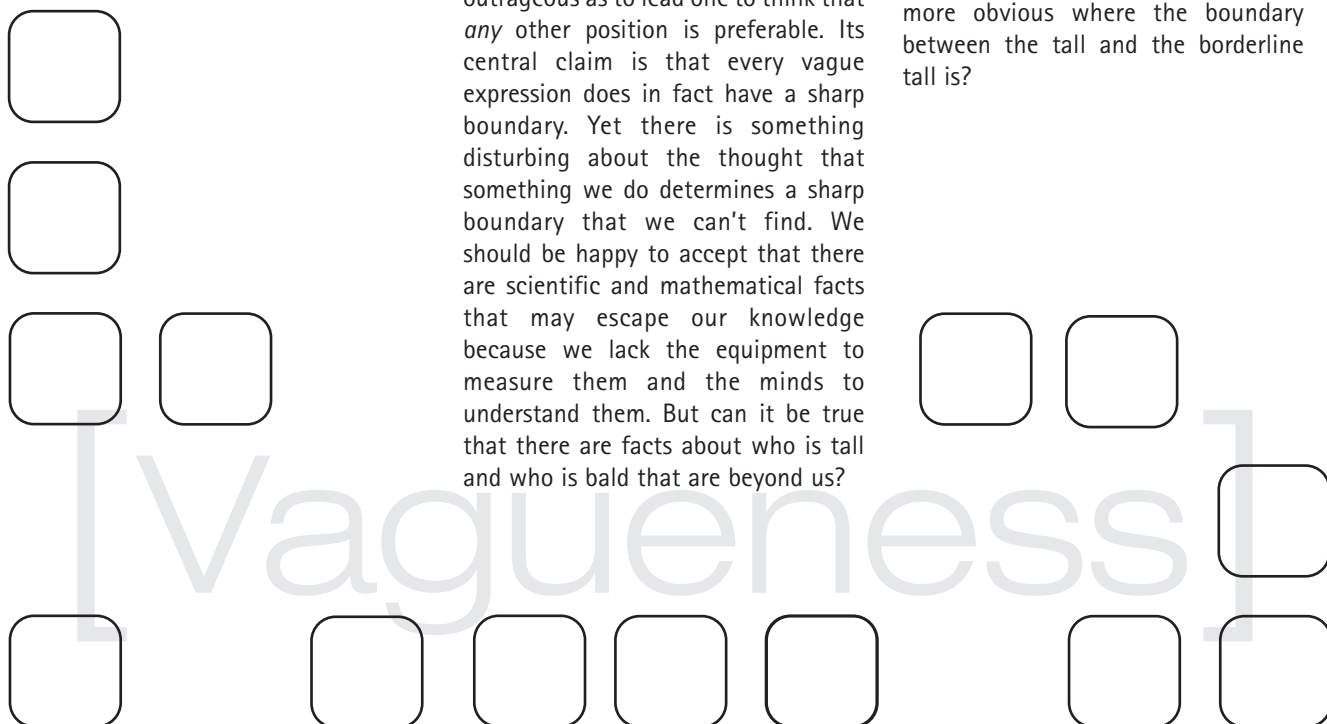 outrageous as to lead one to think that
any other position is preferable. Its
central claim is that every vague
expression does in fact have a sharp
boundary. Yet there is something
disturbing about the thought that
something we do determines a sharp
boundary that we can't find. We
should be happy to accept that there
are scientific and mathematical facts
that may escape our knowledge
because we lack the equipment to
measure them and the minds to
understand them. But can it be true
that there are facts about who is tall
and who is bald that are beyond us?
more obvious where the boundary
between the tall and the borderline
tall is?
[Vagueness]